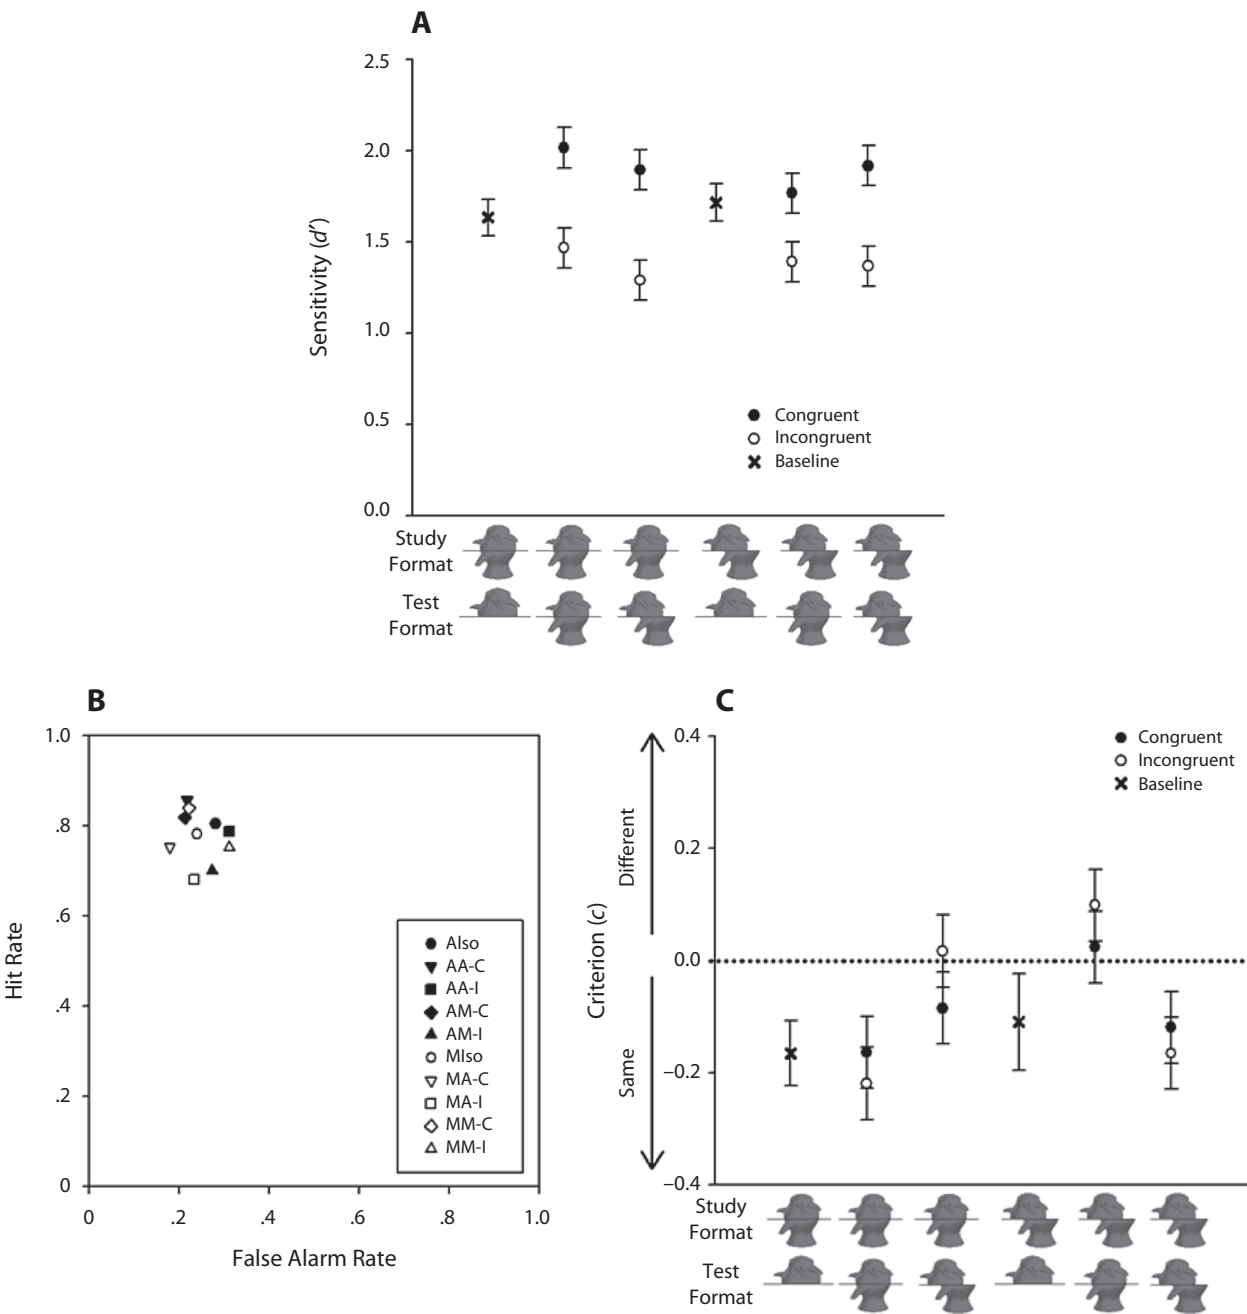 A
2.5
2.0
1.5
1.0
0.5
0.0
Sensitivity (d′)
Congruent
Incongruent
Baseline
Study
Format
Test
Format
B
1.0
.8
.6
.4
.2
0
Hit Rate
AIso
AA-C
AA-I
AM-C
AM-I
MIso
MA-C
MA-I
MM-C
MM-I
0 .2 .4 .6 .8 1.0
False Alarm Rate
C
Congruent
Incongruent
Baseline
0.4
0.2
0.0
−0.2
−0.4
Different
Criterion (c)
Same
Study
Format
Test
Format